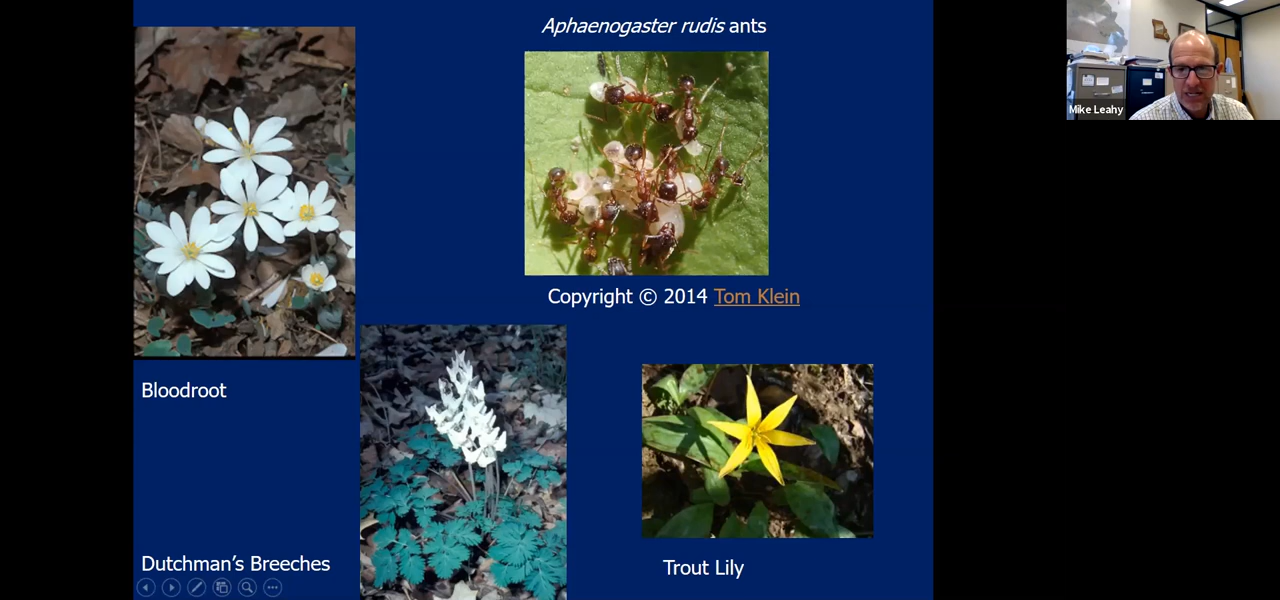 Aphaenogaster rudis ants
Mike Leahy
Copyright © 2014 Tom Klein
Bloodroot
Dutchman’s Breeches
Trout Lily